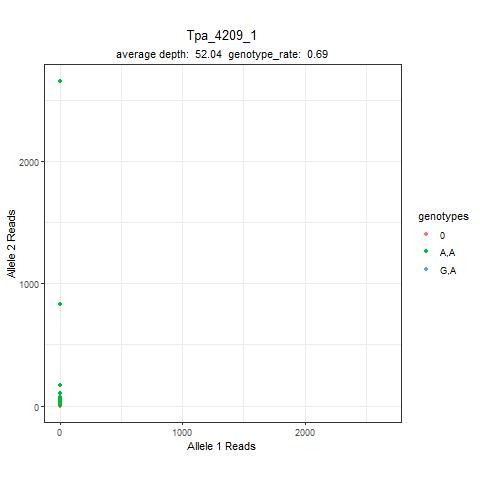 Tpa_4209_1
average depth:  52.04  genotype_rate:  0.69
Allele 2 Reads
2000
1000
0
0
1000
2000
Allele 1 Reads
genotypes
0
A,A
G,A